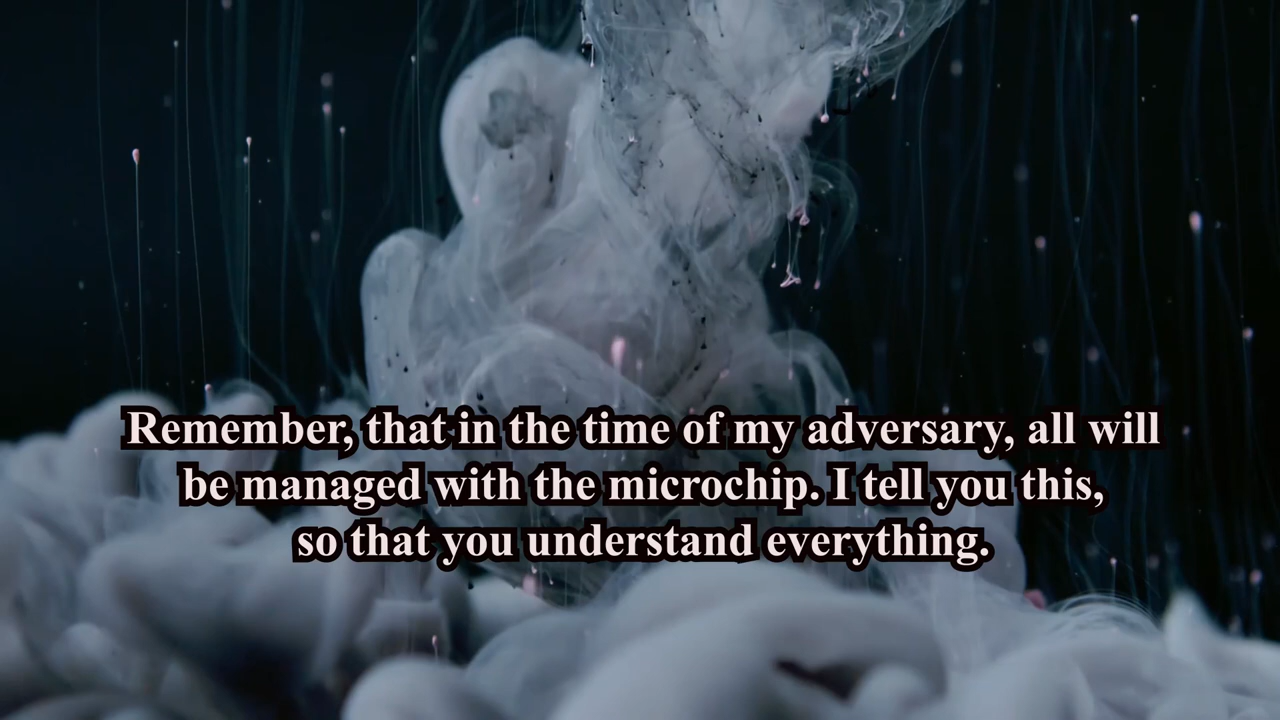 Remember, that in the time of my adversary, all will
be managed with the microchip. I tell you this,
so that you understand everything.